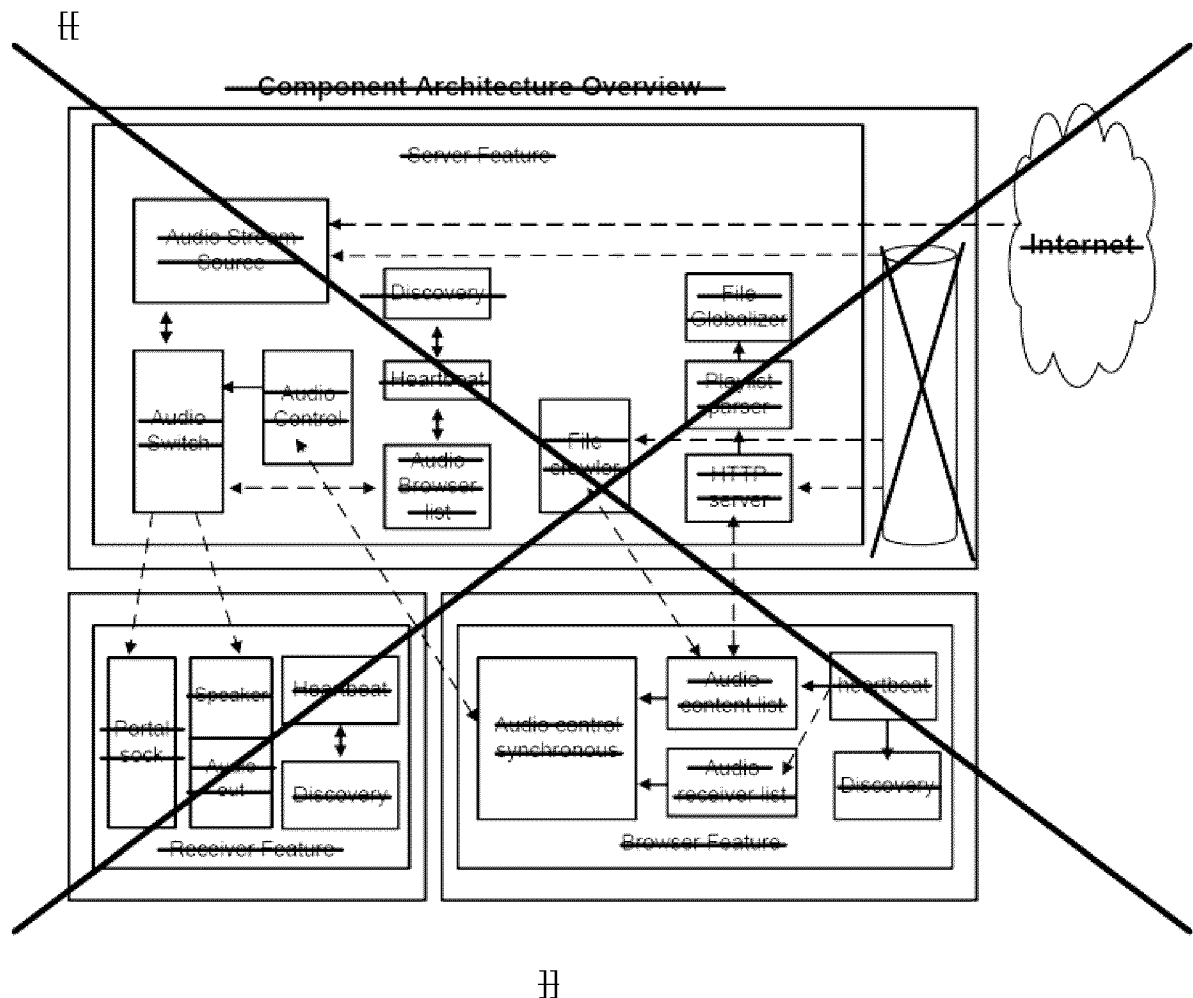 [[
Component Architecture Overview
Server Feature
Audio Stream
Source
Internet
Discovery
File
Globalizer
Heartbeat
Playlist
parser
Audio
Switch
Audio
Control
File
crawler
Audio
Browser
list
HTTP
server
Portal
sock
Speaker
Audio
out
Heartbeat
Discovery
Receiver Feature
Audio control
synchronous
Audio
content list
heartbeat
Audio
receiver list
Discovery
Browser Feature
]]